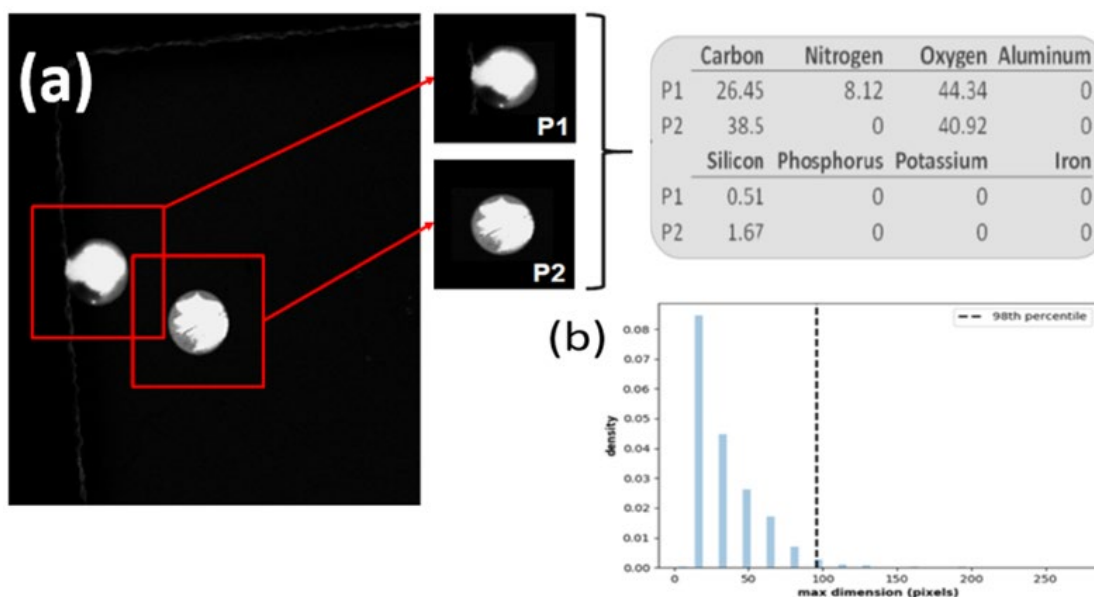 (a)
P1
P2
Carbon Nitrogen Oxygen Aluminum
P1 26.45 8.12 44.34 0
P2 38.5 0 40.92 0
Silicon Phosphorus Potassium Iron
P1 0.51 0 0 0
P2 1.67 0 0 0
(b)
98th percentile
density
0.08
0.07
0.06
0.05
0.04
0.03
0.02
0.01
0.00
0 50 100 150 200 250
max dimension (pixels)